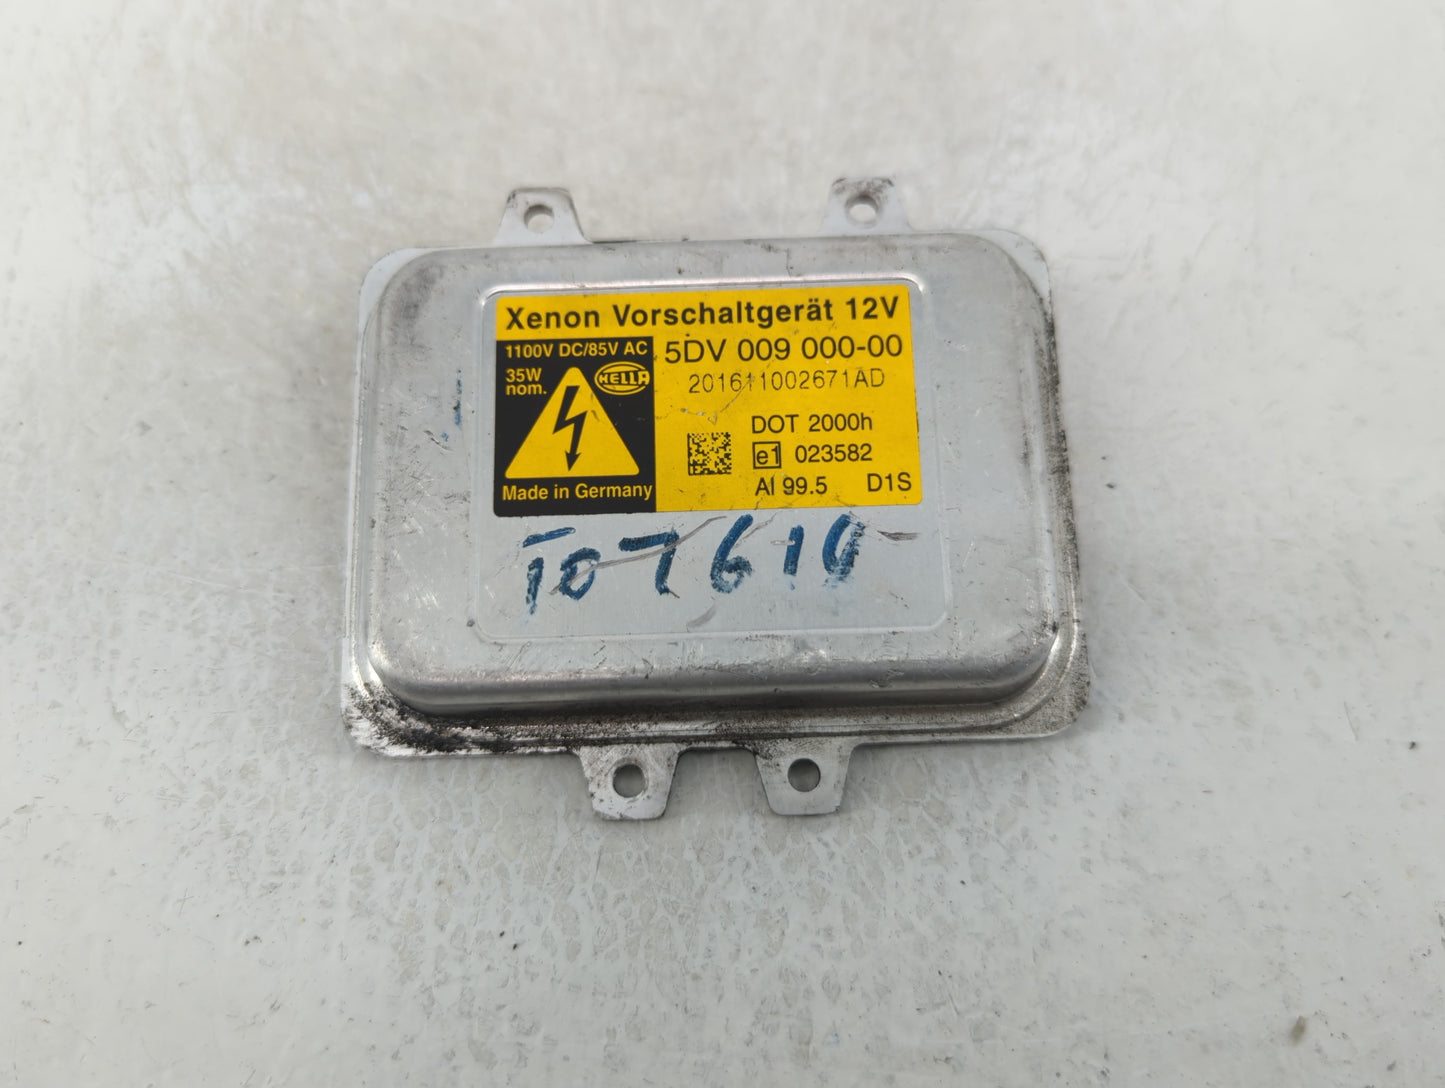 Xenon Vorschaltgerät 12V
1100V DC/85V AC
35W
nom.
HELLA
Made in Germany
5DV 009 000-00
201611002671AD
DOT 2000h
e1 023582
Al 99.5 D1S